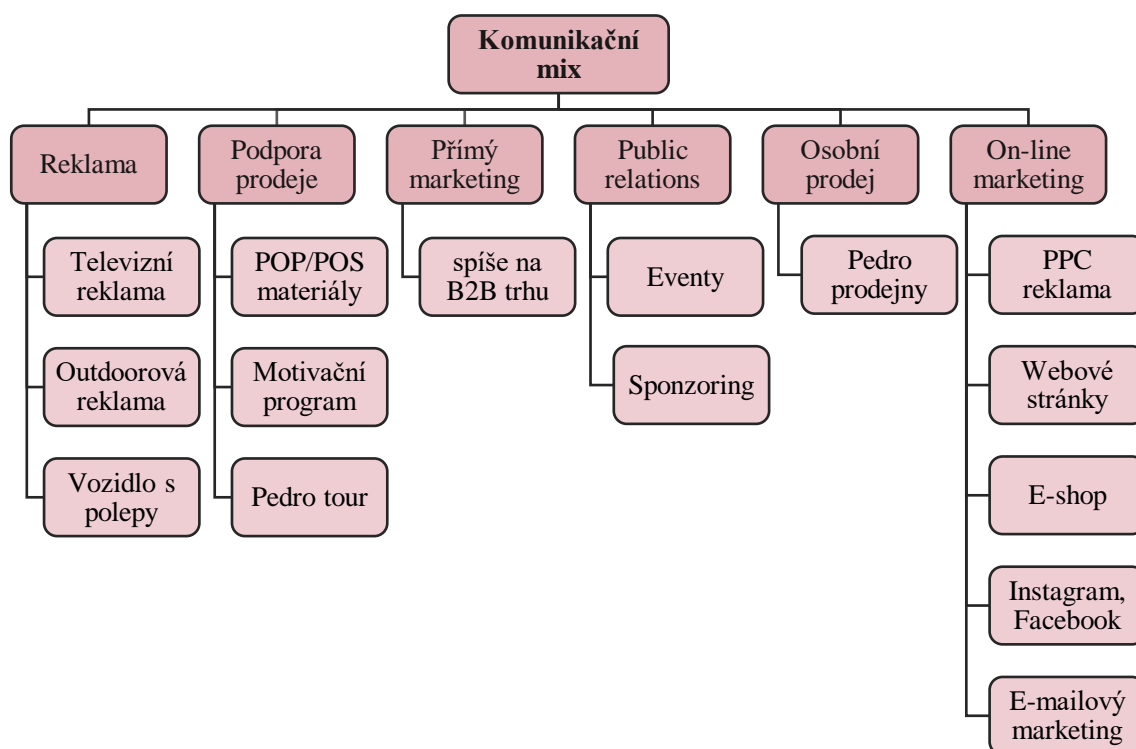 Komunikační
mix
Reklama
Podpora
prodeje
Přímý
marketing
Public
relations
Osobní
prodej
On-line
marketing
Televizní
reklama
Outdoorová
reklama
Vozidlo s
polepy
POP/POS
materiály
Motivační
program
Pedro tour
spíše na
B2B trhu
Eventy
Sponzoring
Pedro
prodejny
PPC
reklama
Webové
stránky
E-shop
Instagram,
Facebook
E-mailový
marketing